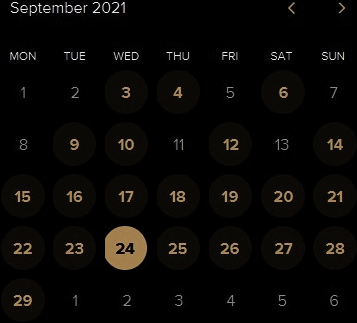 September 2021
MON TUE WED THU FRI SAT SUN
1 2 3 4 5 6 7
8 9 10 11 12 13 14
15 16 17 18 19 20 21
22 23 24 25 26 27 28
29 1 2 3 4 5 6